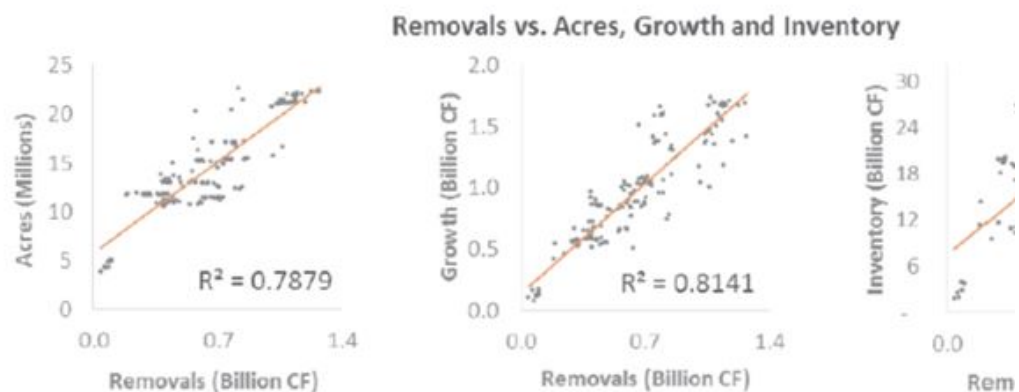 Removals vs. Acres, Growth and Inventory
Acres (Millions)
25
20
15
10
5
0
R² = 0.7879
0.0 0.7 1.4
Removals (Billion CF)
Growth (Billion CF)
2.0
1.5
1.0
0.5
0.0
R² = 0.8141
0.0 0.7 1.4
Removals (Billion CF)
Inventory (Billion CF)
30
24
18
12
6
-
0.0
Rem